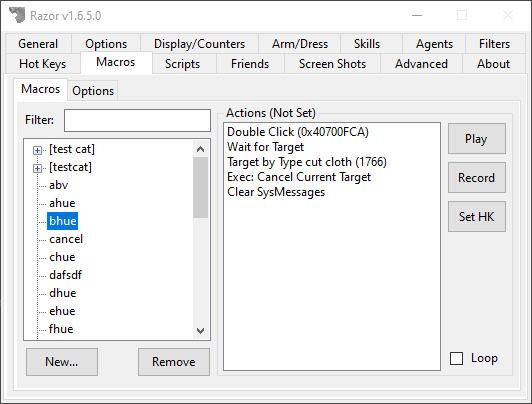 Razor v1.6.5.0
General Options Display/Counters Arm/Dress Skills Agents Filters
Hot Keys Macros Scripts Friends Screen Shots Advanced About
Macros Options
Filter:
[test cat]
[testcat]
abv
ahue
bhue
cancel
chue
dafsdf
dhue
ehue
fhue
New...
Remove
Actions (Not Set)
Double Click (0x40700FCA)
Wait for Target
Target by Type cut cloth (1766)
Exec: Cancel Current Target
Clear SysMessages
Play
Record
Set HK
Loop